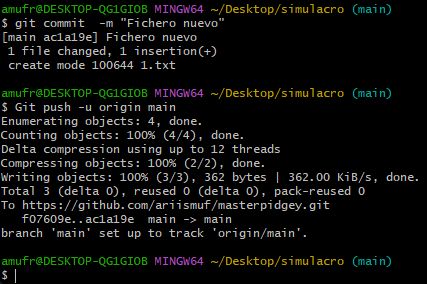 amufr@DESKTOP-QG1GIOB MINGW64 ~/Desktop/simulacro (main)
$ git commit  -m "Fichero nuevo"
[main ac1a19e] Fichero nuevo
 1 file changed, 1 insertion(+)
 create mode 100644 1.txt

amufr@DESKTOP-QG1GIOB MINGW64 ~/Desktop/simulacro (main)
$ Git push -u origin main
Enumerating objects: 4, done.
Counting objects: 100% (4/4), done.
Delta compression using up to 12 threads
Compressing objects: 100% (2/2), done.
Writing objects: 100% (3/3), 362 bytes | 362.00 KiB/s, done.
Total 3 (delta 0), reused 0 (delta 0), pack-reused 0
To https://github.com/ariismuf/masterpidgey.git
   f07609e..ac1a19e  main -> main
branch 'main' set up to track 'origin/main'.

amufr@DESKTOP-QG1GIOB MINGW64 ~/Desktop/simulacro (main)
$